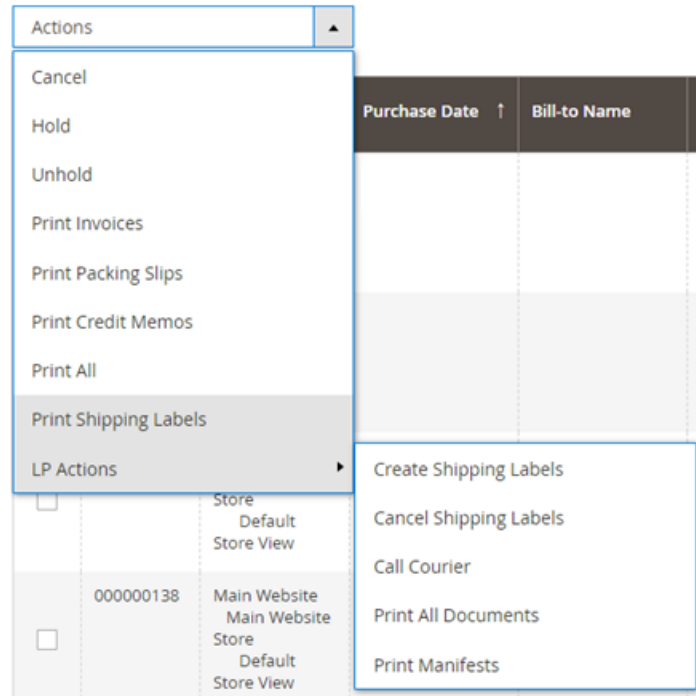 Actions
Cancel
Hold
Unhold
Print Invoices
Print Packing Slips
Print Credit Memos
Print All
Print Shipping Labels
LP Actions
Purchase Date ↑
Bill-to Name
Create Shipping Labels
Cancel Shipping Labels
Call Courier
Print All Documents
Print Manifests
Store
Default
Store View
000000138
Main Website
Main Website
Store
Default
Store View